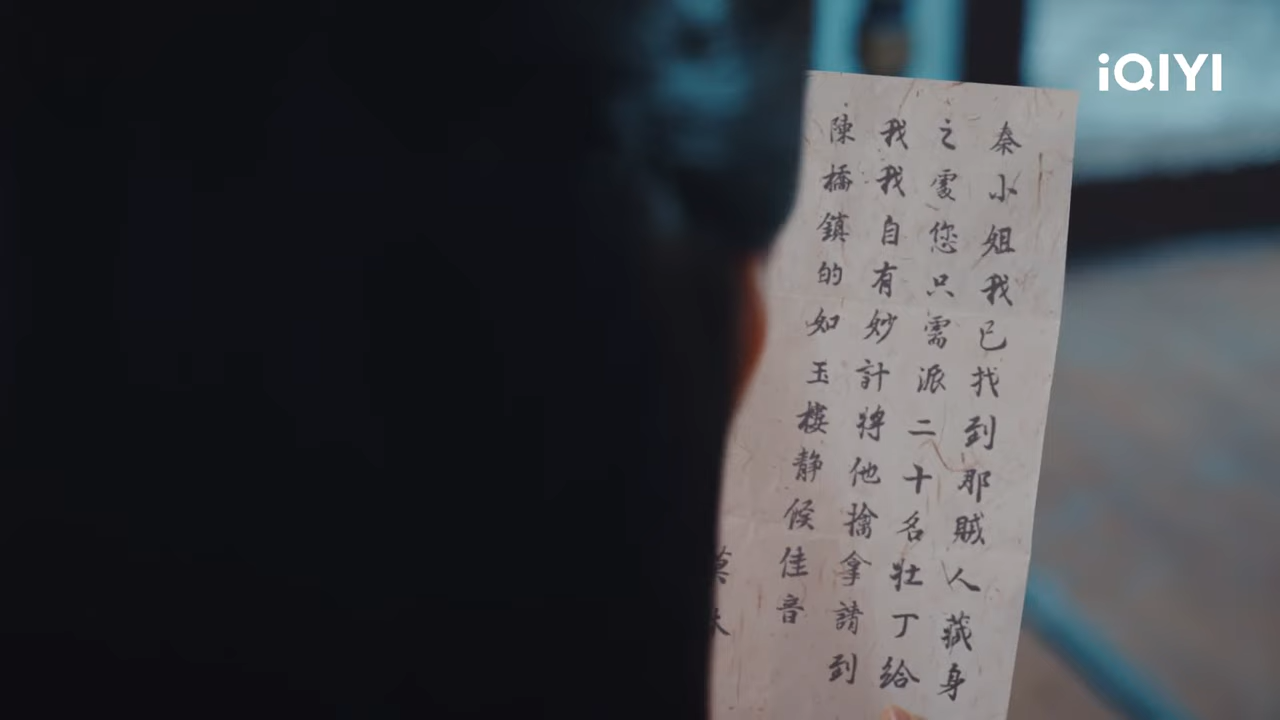 iQIYI
秦小姐我已找到那賊人藏身
之處您只需派二十名壯丁給
我我自有妙計將他擒拿請到
陳橋鎮的如玉樓静候佳音